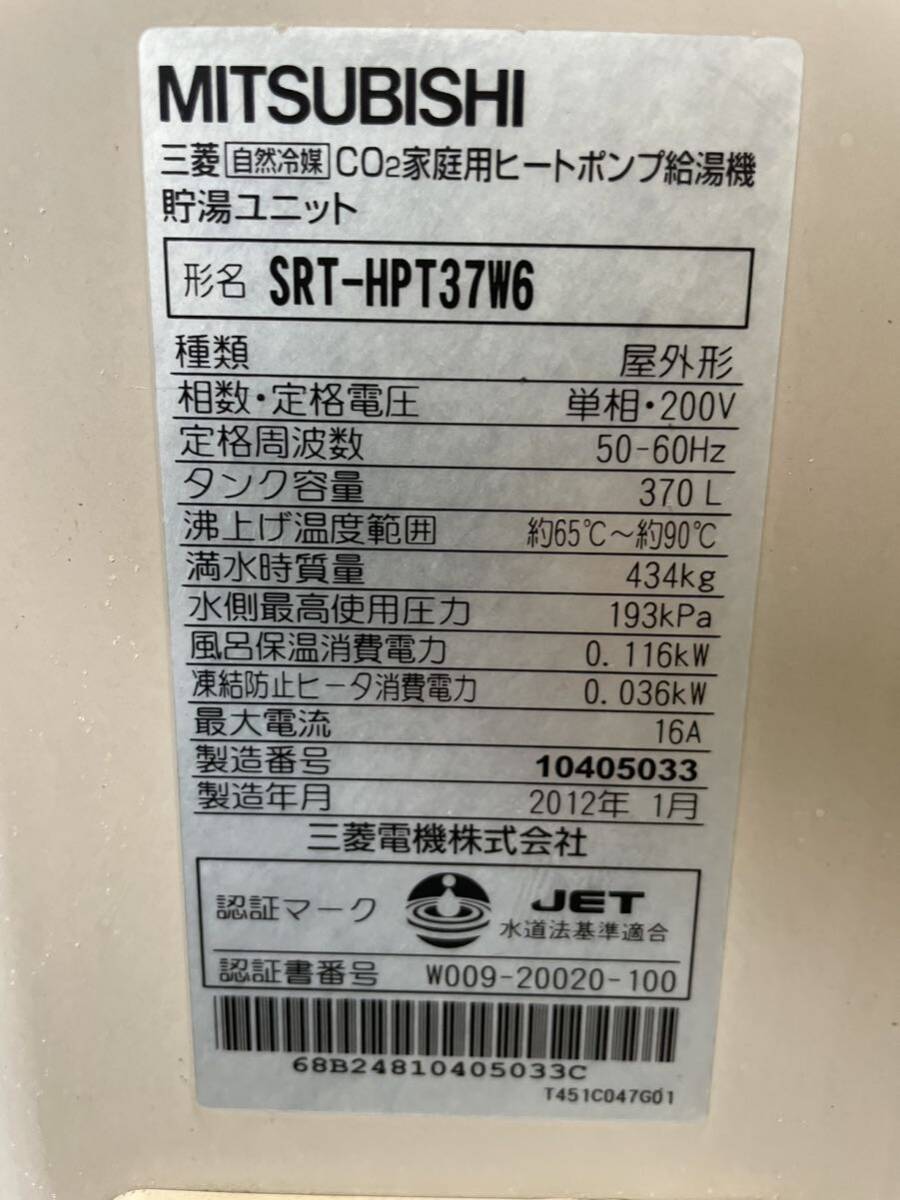 MITSUBISHI
三菱 自然冷媒 CO₂家庭用ヒートポンプ給湯機
貯湯ユニット
形名 SRT-HPT37W6
種類 屋外形
相数・定格電圧 単相・200V
定格周波数 50-60Hz
タンク容量 370L
沸上げ温度範囲 約65℃～約90℃
満水時質量 434kg
水側最高使用圧力 193kPa
風呂保温消費電力 0.116kW
凍結防止ヒータ消費電力 0.036kW
最大電流 16A
製造番号 10405033
製造年月 2012年 1月
三菱電機株式会社
認証マーク JET
水道法基準適合
認証書番号 W009-20020-100
68B24810405033C
T451C047G01